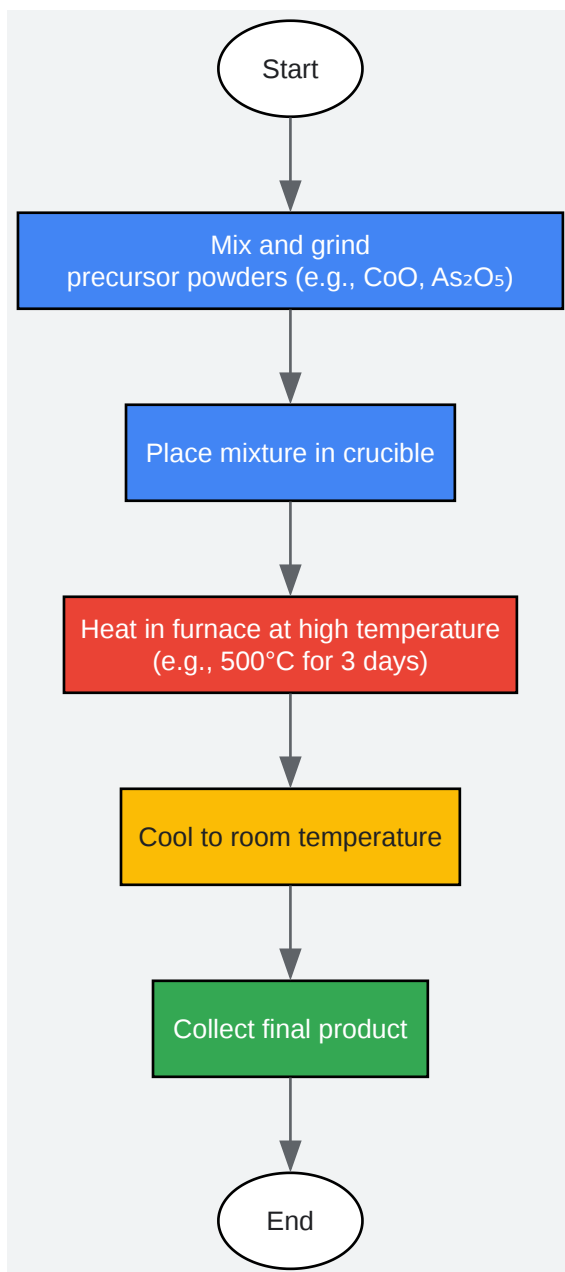 Start
Mix and grind
precursor powders (e.g., CoO, As₂O₅)
Place mixture in crucible
Heat in furnace at high temperature
(e.g., 500°C for 3 days)
Cool to room temperature
Collect final product
End